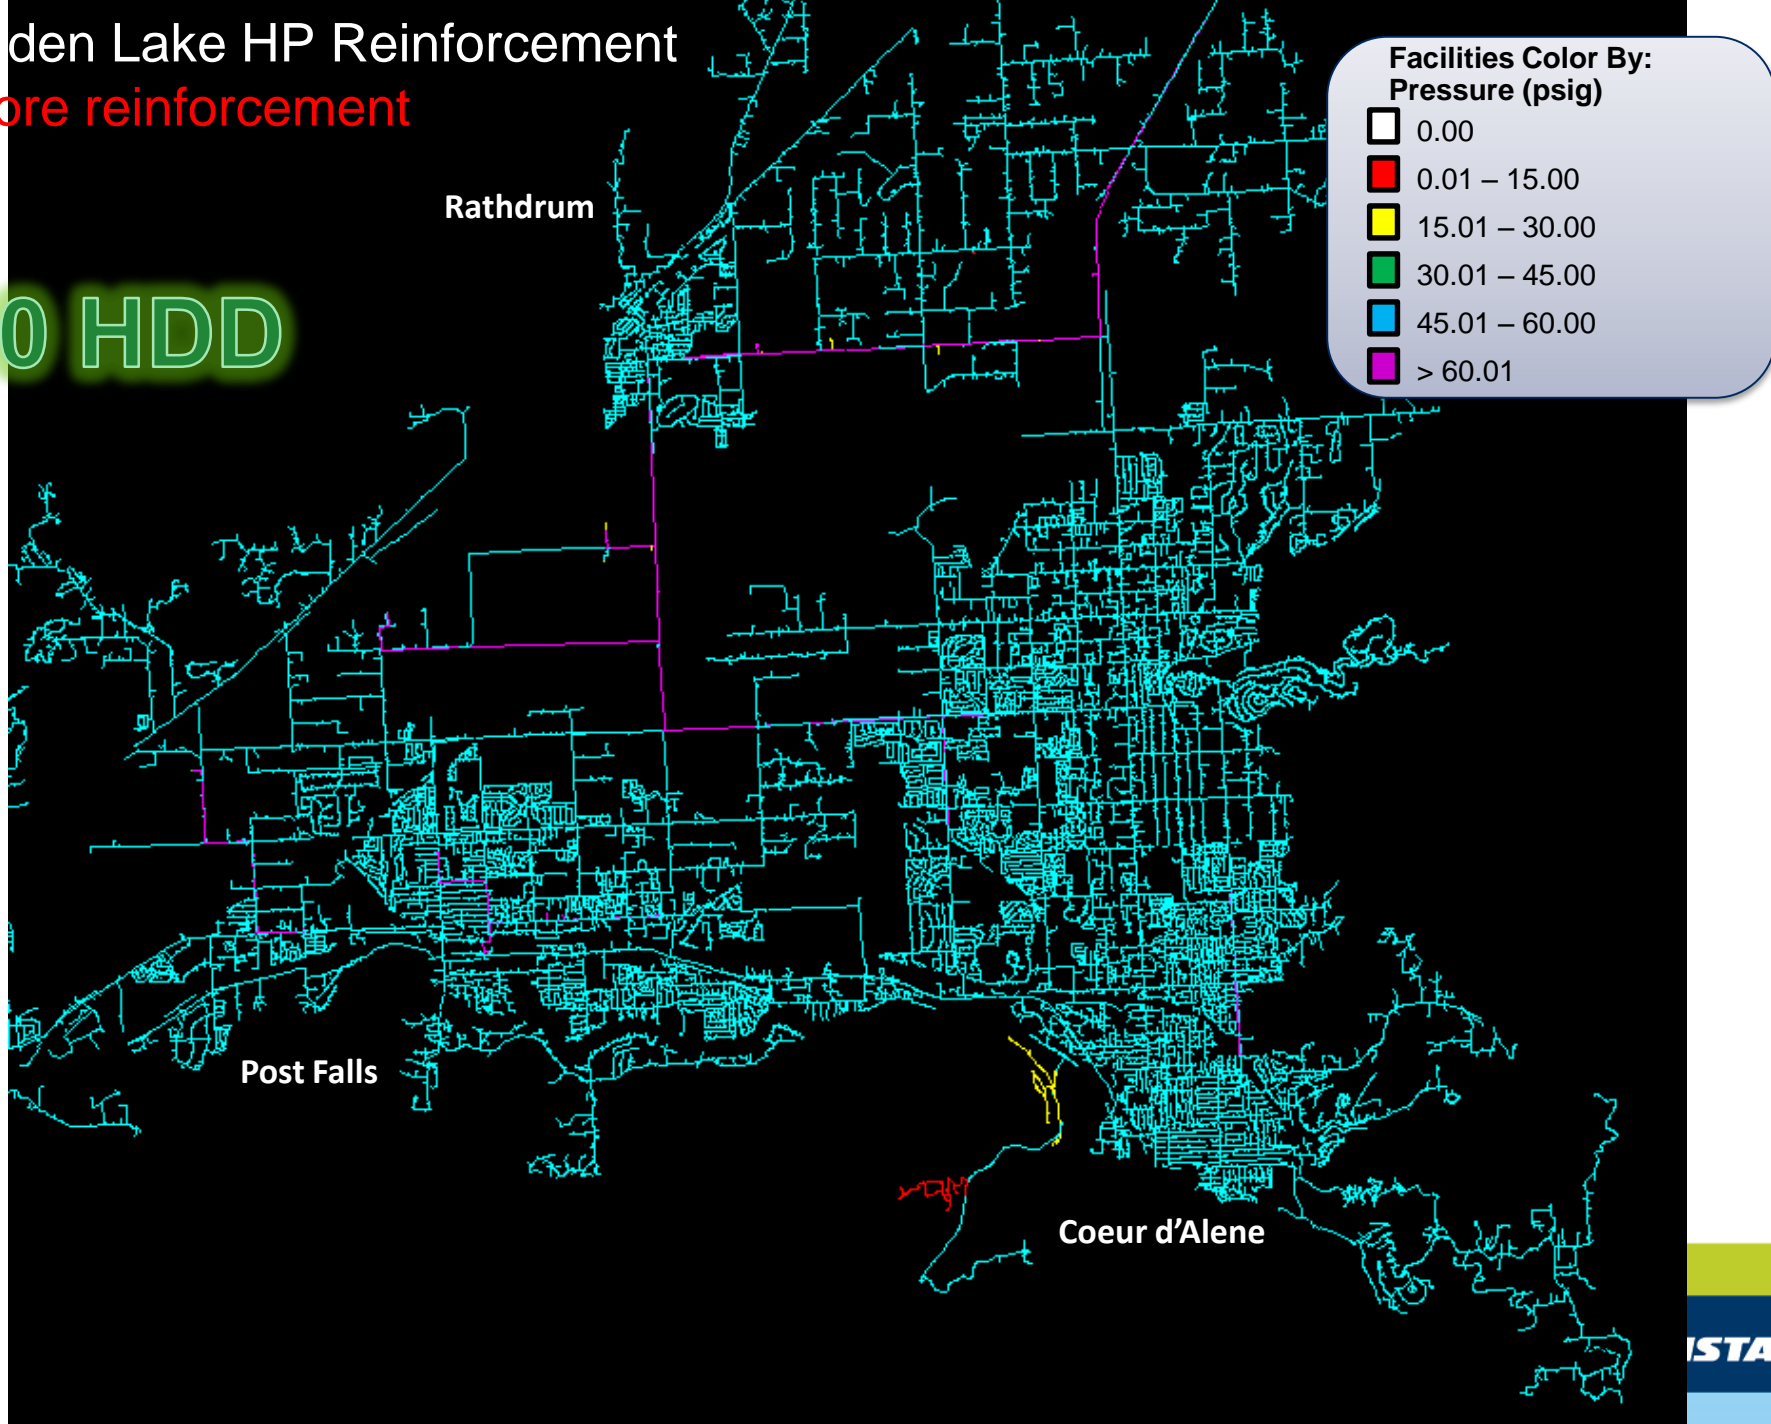 den Lake HP Reinforcement
ore reinforcement
Facilities Color By:
Pressure (psig)
0.00
0.01 – 15.00
15.01 – 30.00
30.01 – 45.00
45.01 – 60.00
> 60.01
Rathdrum
0 HDD
Post Falls
Coeur d'Alene
ISTA